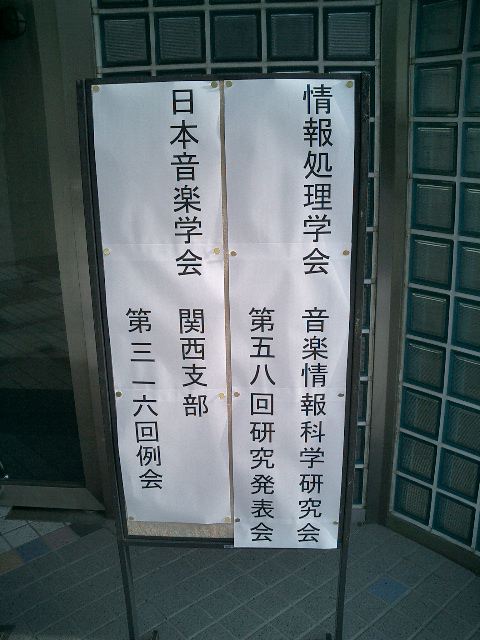 情報処理学会
音楽情報科学研究会
第五八回研究発表会
日本音楽学会
関西支部
第三一六回例会